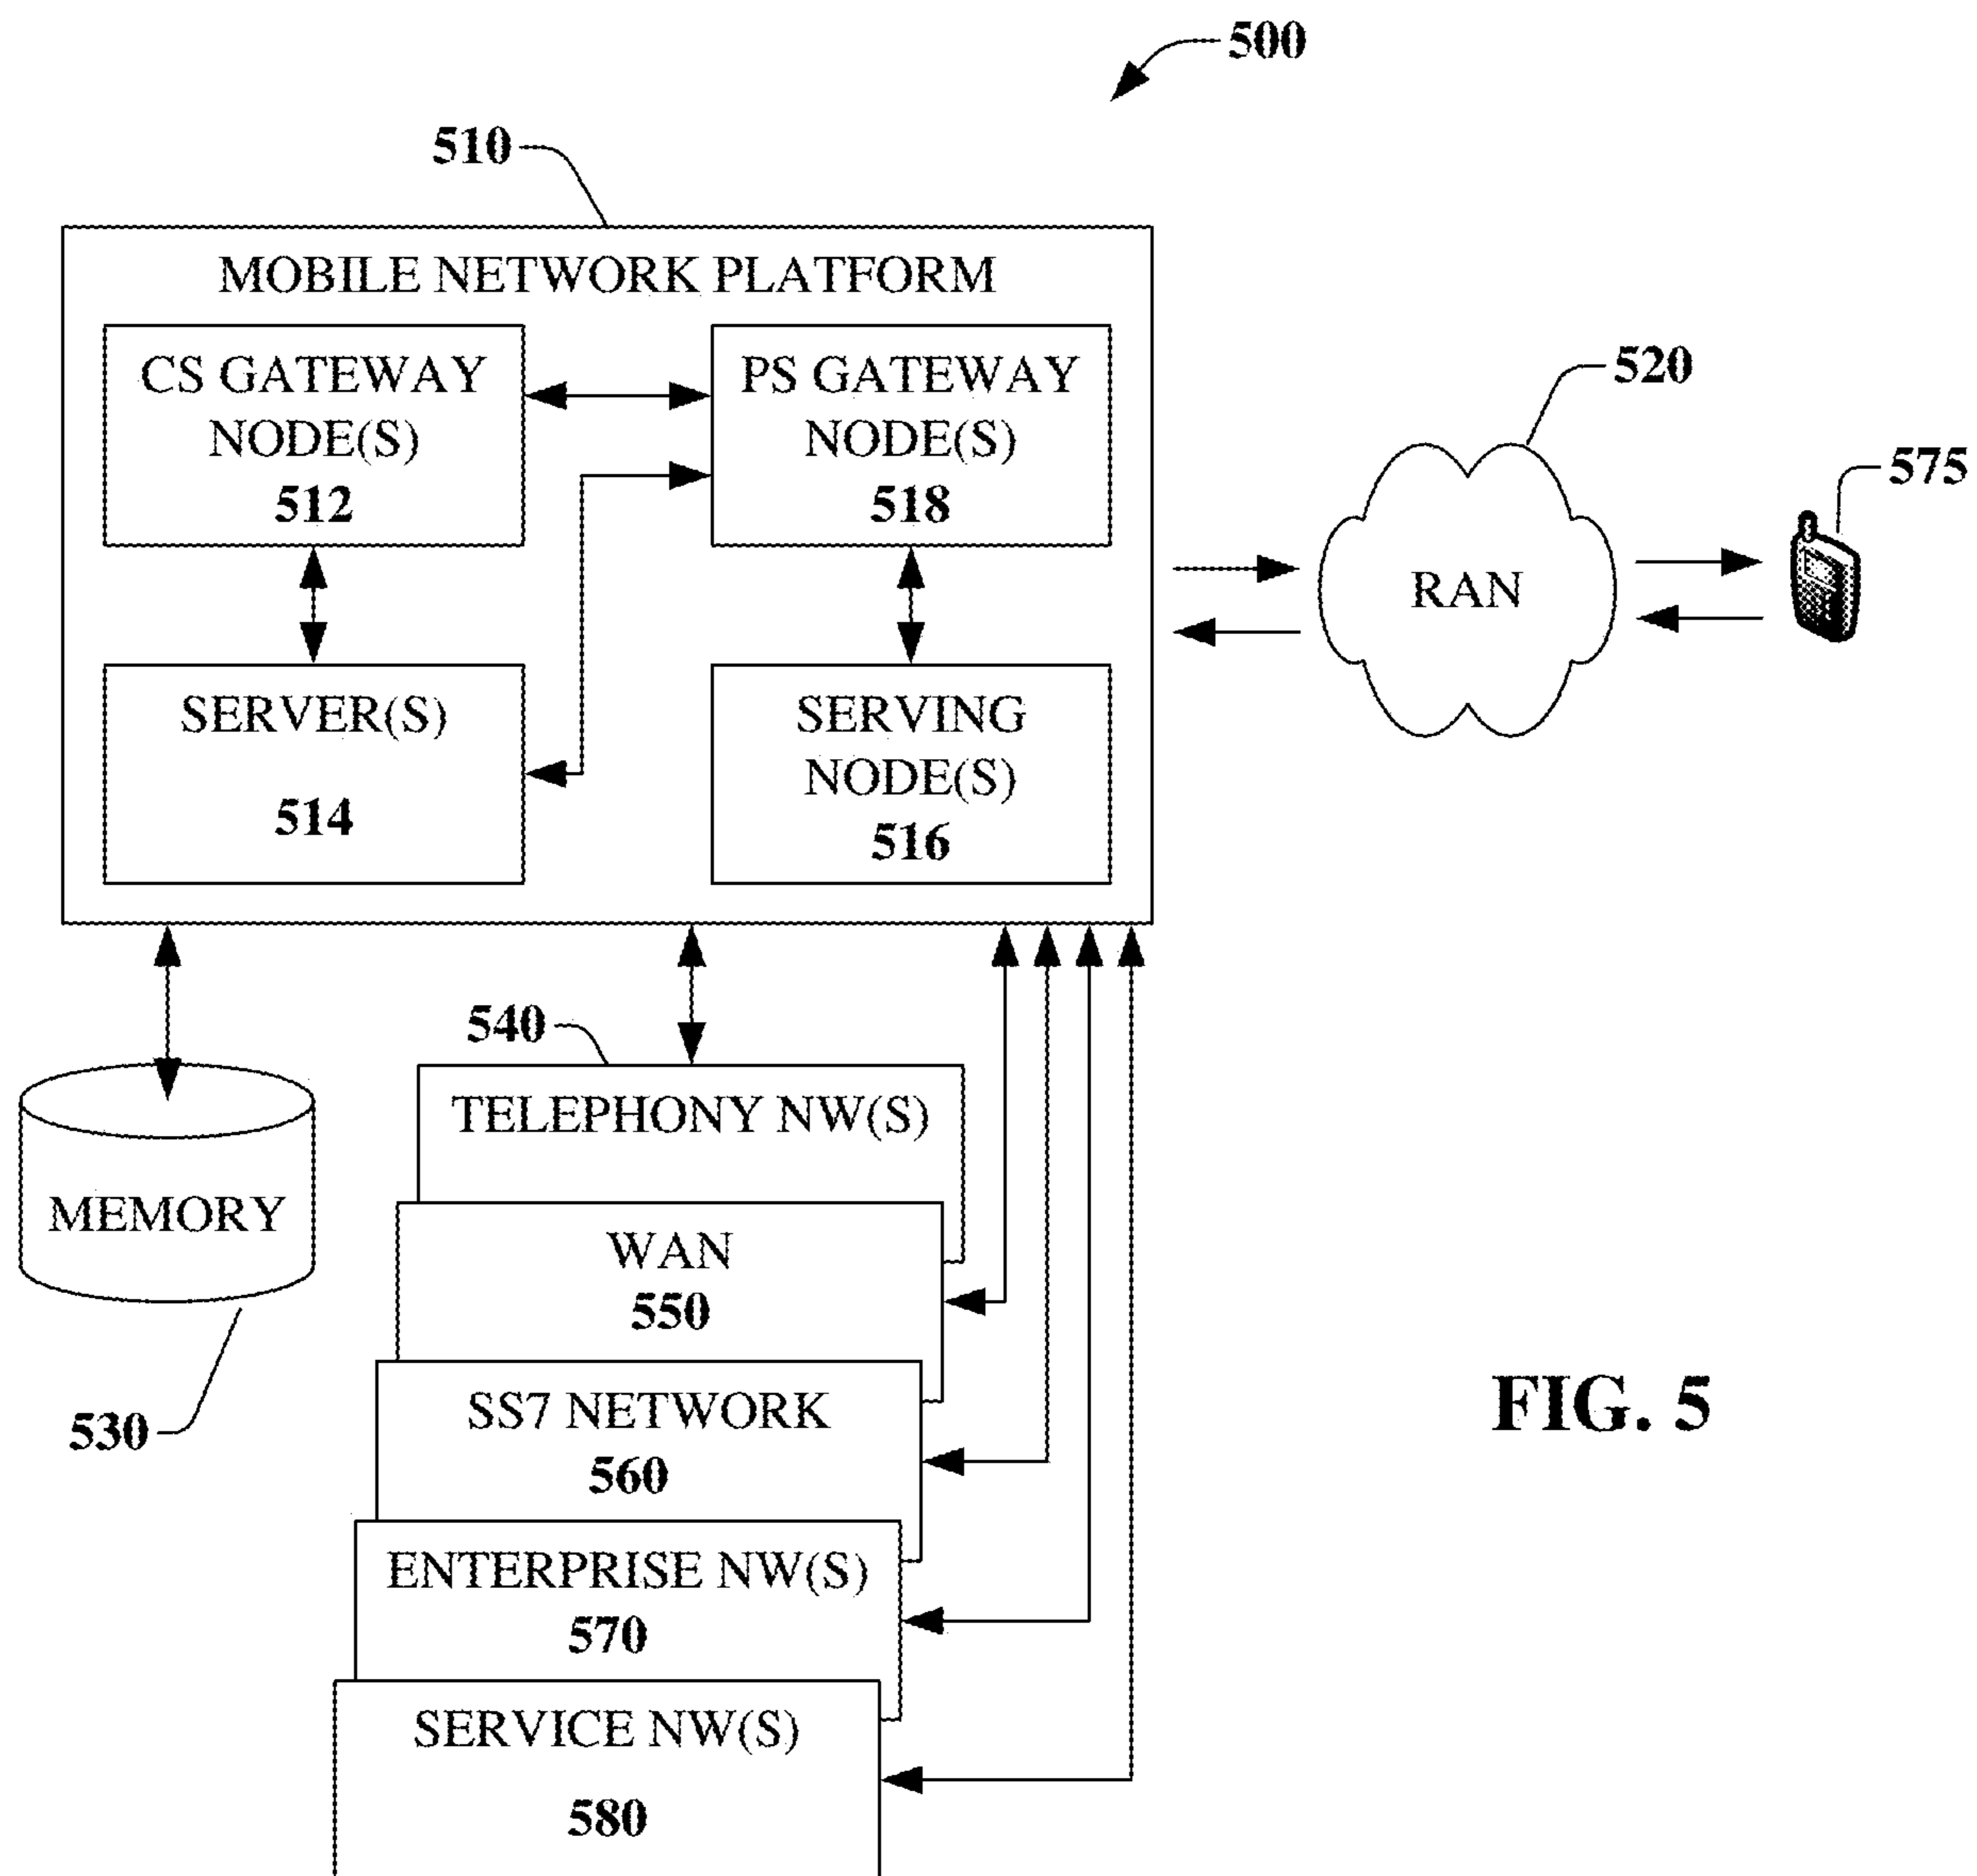 500
510
MOBILE NETWORK PLATFORM
CS GATEWAY
NODE(S)
512
PS GATEWAY
NODE(S)
518
SERVER(S)
514
SERVING
NODE(S)
516
520
RAN
575
540
TELEPHONY NW(S)
MEMORY
530
WAN
550
SS7 NETWORK
560
ENTERPRISE NW(S)
570
SERVICE NW(S)
580
FIG. 5